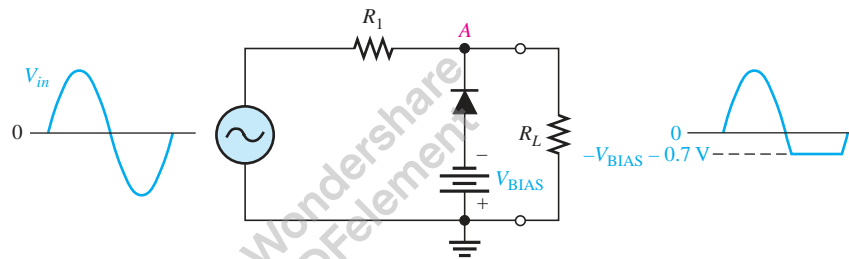 R1
A
Vin
0
RL
−
VBIAS
+
0
−VBIAS − 0.7 V
Wondershare
PDFelement